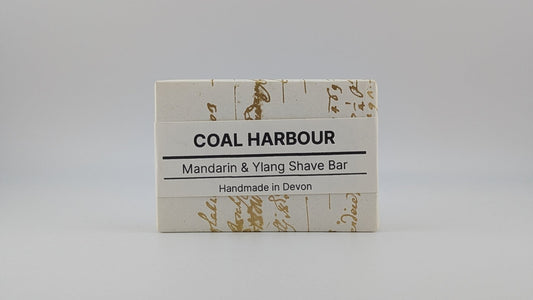 COAL HARBOUR
Mandarin & Ylang Shave Bar
Handmade in Devon